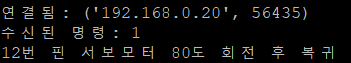 연결됨: ('192.168.0.20', 56435)
수신된 명령: 1
12번 핀 서보모터 80도 회전 후 복귀